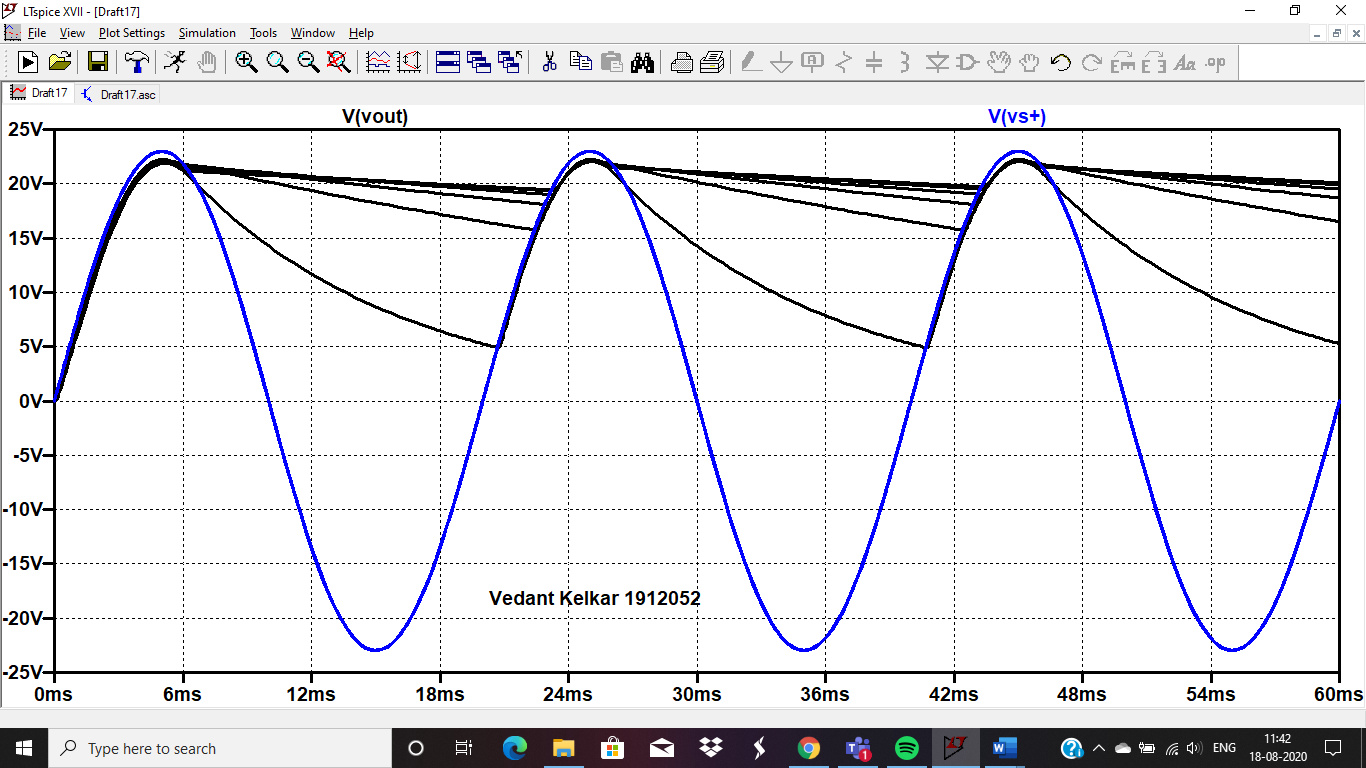 LTspice XVII - [Draft17]
File View Plot Settings Simulation Tools Window Help
Draft17 Draft17.asc
V(vout) V(vs+)
25V
20V
15V
10V
5V
0V
-5V
-10V
-15V
-20V
-25V
Vedant Kelkar 1912052
0ms 6ms 12ms 18ms 24ms 30ms 36ms 42ms 48ms 54ms 60ms
Type here to search
1
ENG
11:42
18-08-2020